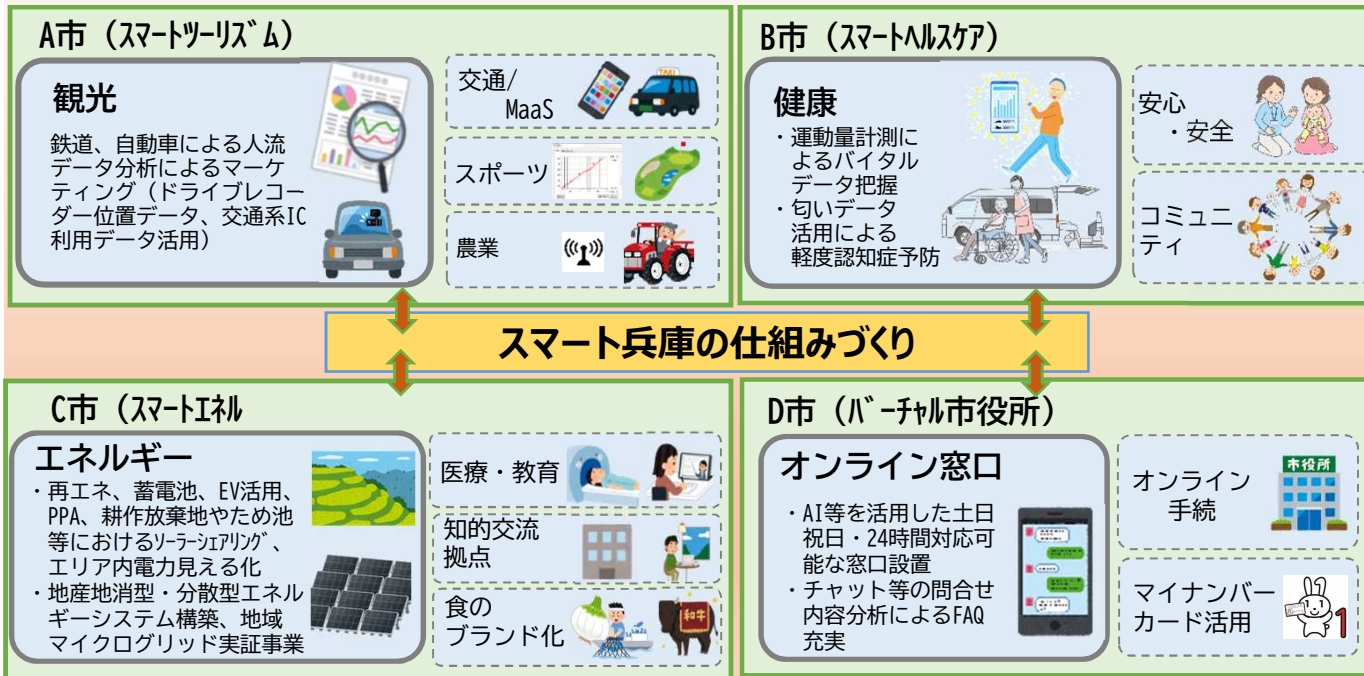 A市（ｽﾏｰﾄﾂｰﾘｽﾞﾑ）
観光
鉄道、自動車による人流
データ分析によるマーケ
ティング（ドライブレコー
ダー位置データ、交通系IC
利用データ活用）
交通/
MaaS
TAXI
スポーツ
農業
B市（ｽﾏｰﾄﾍﾙｽｹｱ）
健康
・運動量計測に
よるバイタル
データ把握
・匂いデータ
活用による
軽度認知症予防
安心
・安全
コミュニ
ティ
スマート兵庫の仕組みづくり
C市（ｽﾏｰﾄｴﾈﾙ
エネルギー
・再エネ、蓄電池、EV活用、
PPA、耕作放棄地やため池
等におけるｿｰﾗｰｼｪｱﾘﾝｸﾞ、
エリア内電力見える化
・地産地消型・分散型エネル
ギーシステム構築、地域
マイクログリッド実証事業
医療・教育
知的交流
拠点
食の
ブランド化
和牛
D市（ﾊﾞｰﾁｬﾙ市役所）
オンライン窓口
・AI等を活用した土日
祝日・24時間対応可
能な窓口設置
・チャット等の問合せ
内容分析によるFAQ
充実
オンライン
手続
市役所
マイナンバー
カード活用
1